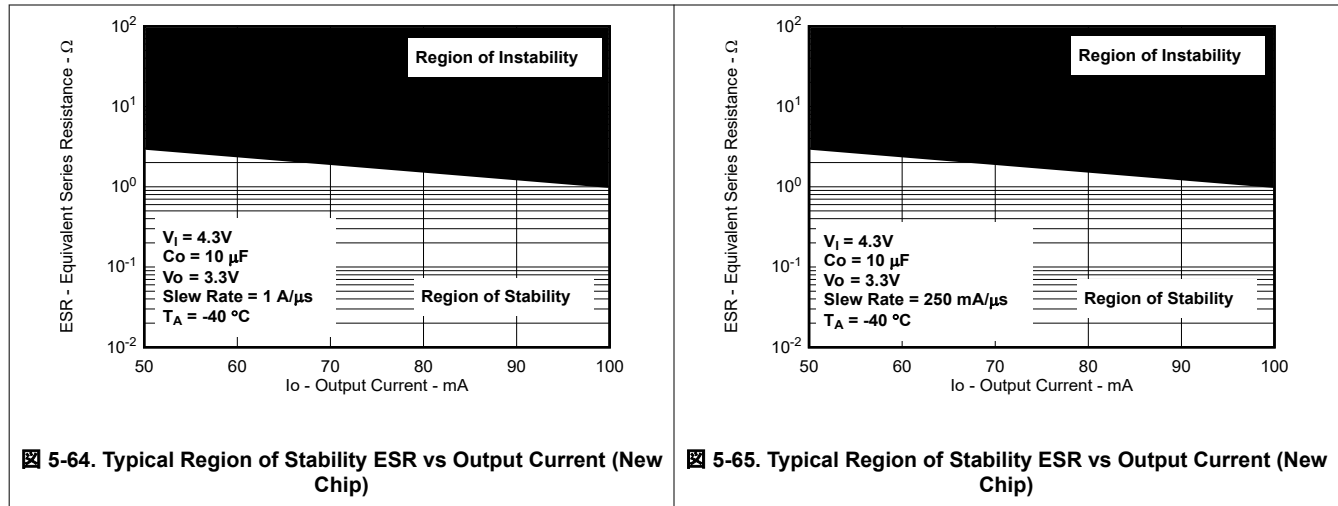 10²
10¹
10⁰
10⁻¹
10⁻²
ESR - Equivalent Series Resistance - Ω
Region of Instability
V_I = 4.3V
Co = 10 μF
Vo = 3.3V
Slew Rate = 1 A/μs
T_A = -40 °C
Region of Stability
50 60 70 80 90 100
Io - Output Current - mA
図 5-64. Typical Region of Stability ESR vs Output Current (New
Chip)
10²
10¹
10⁰
10⁻¹
10⁻²
ESR - Equivalent Series Resistance - Ω
Region of Instability
V_I = 4.3V
Co = 10 μF
Vo = 3.3V
Slew Rate = 250 mA/μs
T_A = -40 °C
Region of Stability
50 60 70 80 90 100
Io - Output Current - mA
図 5-65. Typical Region of Stability ESR vs Output Current (New
Chip)